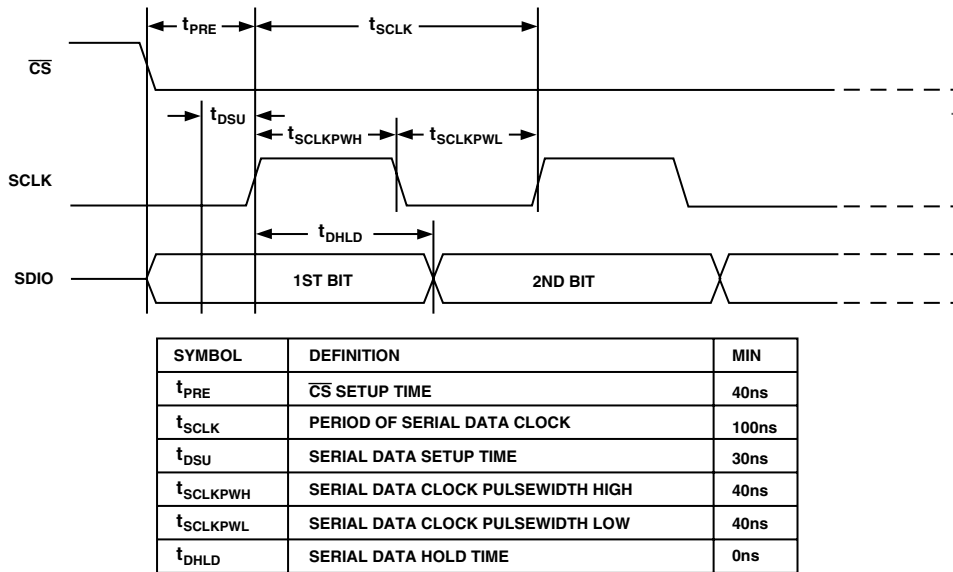 tPRE
tSCLK
CS
tDSU
tSCLKPWH
tSCLKPWL
SCLK
tDHLD
SDIO
1ST BIT
2ND BIT
SYMBOL DEFINITION MIN
tPRE CS SETUP TIME 40ns
tSCLK PERIOD OF SERIAL DATA CLOCK 100ns
tDSU SERIAL DATA SETUP TIME 30ns
tSCLKPWH SERIAL DATA CLOCK PULSEWIDTH HIGH 40ns
tSCLKPWL SERIAL DATA CLOCK PULSEWIDTH LOW 40ns
tDHLD SERIAL DATA HOLD TIME 0ns